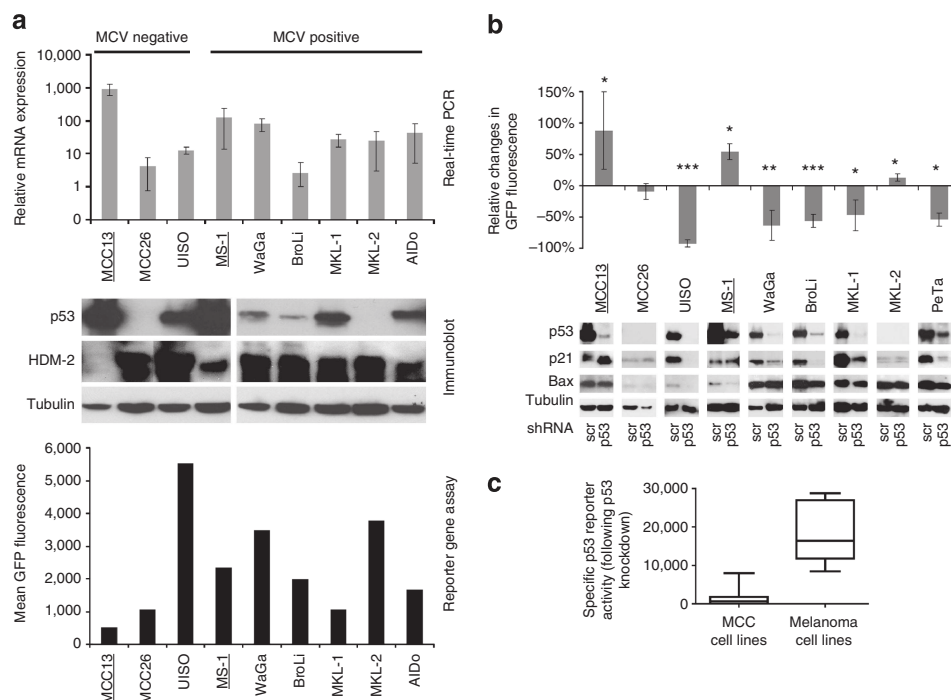 a
MCV negative
MCV positive
10,000
1,000
100
10
1
0
Relative mRNA expression
Real-time PCR
MCC13
MCC26
UISO
MS-1
WaGa
BroLi
MKL-1
MKL-2
AlDo
p53
HDM-2
Tubulin
Immunoblot
6,000
5,000
4,000
3,000
2,000
1,000
0
Mean GFP fluorescence
Reporter gene assay
MCC13
MCC26
UISO
MS-1
WaGa
BroLi
MKL-1
MKL-2
AlDo
b
150%
100%
50%
0%
−50%
−100%
Relative changes in
GFP fluorescence
*
***
*
**
***
*
*
*
MCC13
MCC26
UISO
MS-1
WaGa
BroLi
MKL-1
MKL-2
PeTa
p53
p21
Bax
Tubulin
shRNA
scr p53 scr p53 scr p53 scr p53 scr p53 scr p53 scr p53 scr p53 scr p53
c
30,000
20,000
10,000
0
Specific p53 reporter
activity (following p53
knockdown)
MCC
cell lines
Melanoma
cell lines